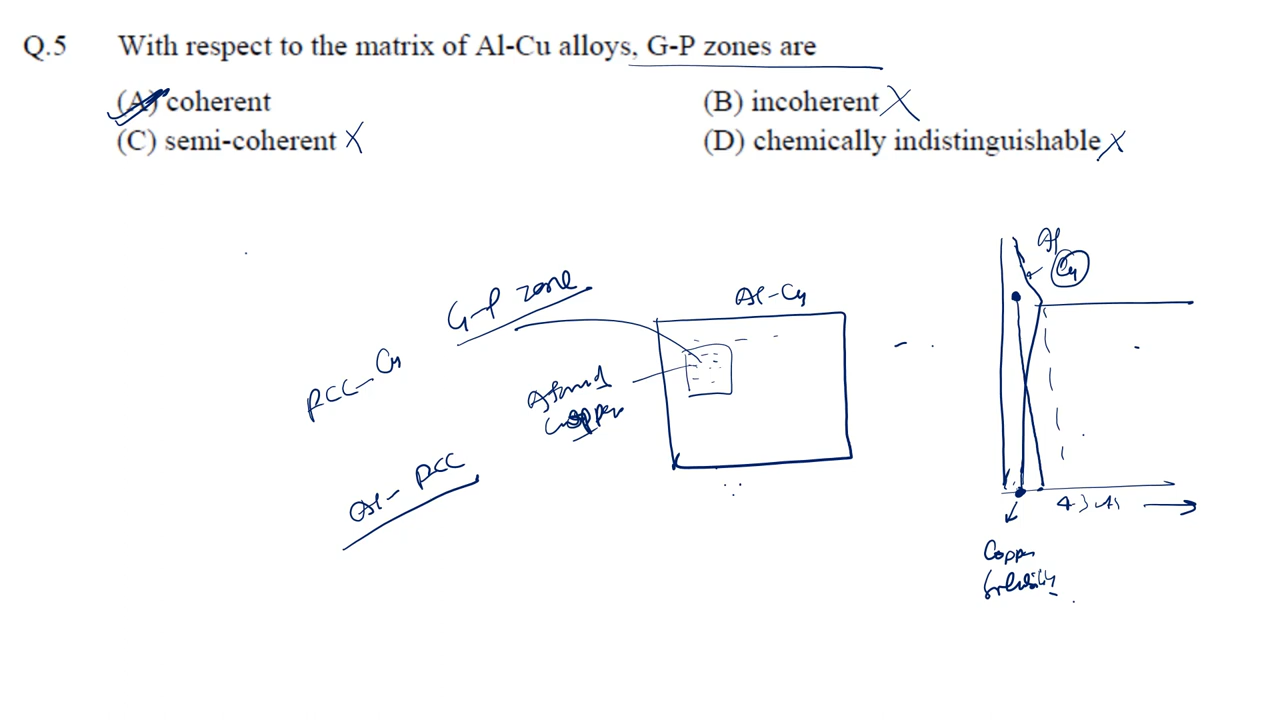 Q.5 With respect to the matrix of Al-Cu alloys, G-P zones are
(A) coherent (B) incoherent
(C) semi-coherent (D) chemically indistinguishable
Al
Cu
G-P zone
Al-Cu
FCC-Cu
Copper
Al- FCC
Copper